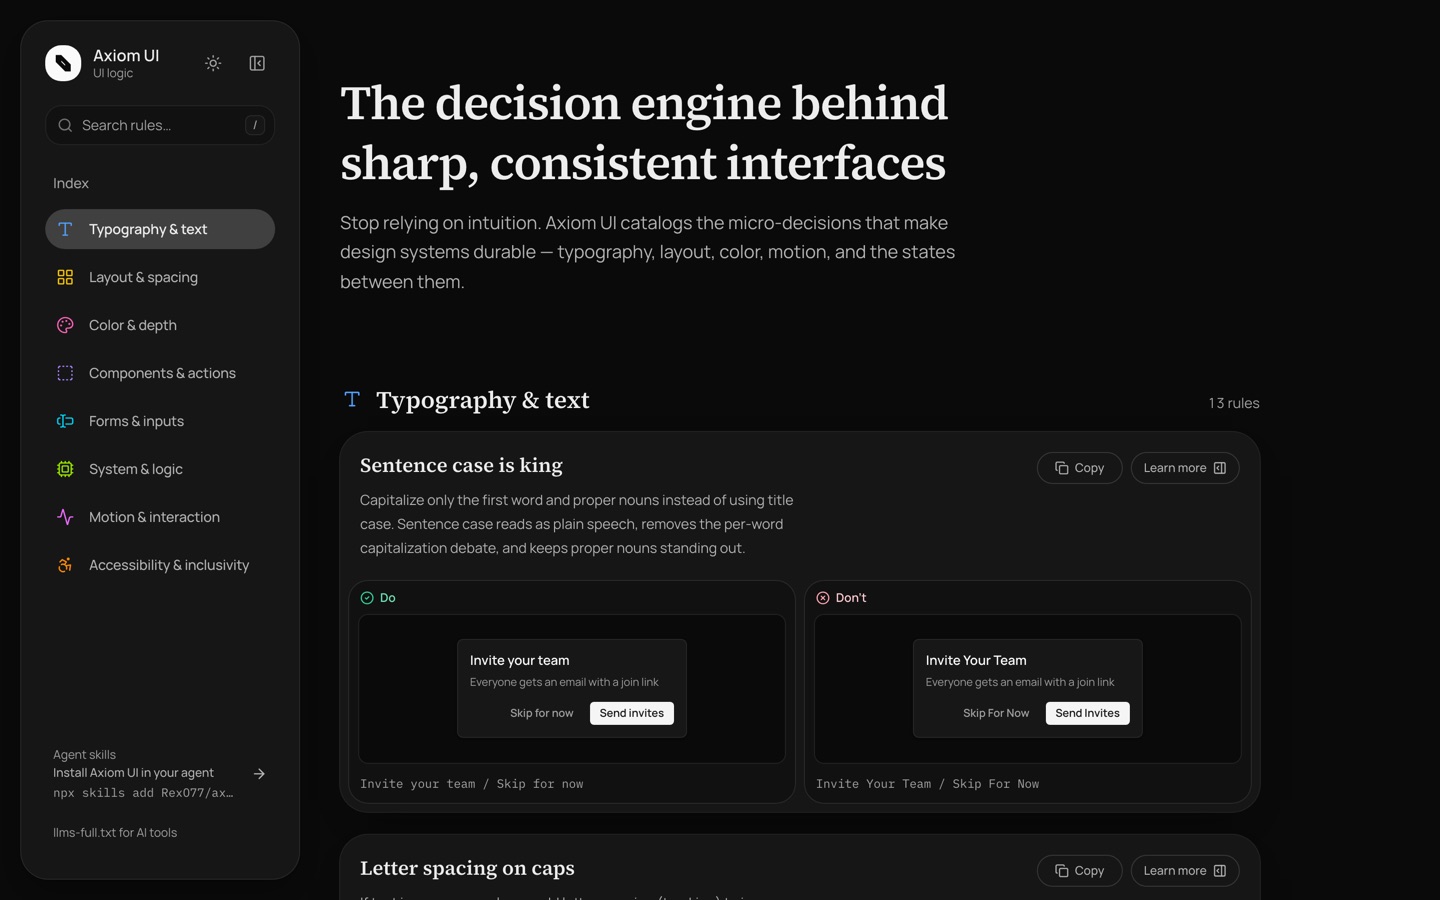 Axiom UI
UI logic
Search rules...
/
Index
Typography & text
Layout & spacing
Color & depth
Components & actions
Forms & inputs
System & logic
Motion & interaction
Accessibility & inclusivity
Agent skills
Install Axiom UI in your agent
npx skills add Rex077/ax…
llms-full.txt for AI tools
The decision engine behind
sharp, consistent interfaces
Stop relying on intuition. Axiom UI catalogs the micro-decisions that make
design systems durable — typography, layout, color, motion, and the states
between them.
Typography & text
13 rules
Sentence case is king
Copy
Learn more
Capitalize only the first word and proper nouns instead of using title
case. Sentence case reads as plain speech, removes the per-word
capitalization debate, and keeps proper nouns standing out.
Do
Invite your team
Everyone gets an email with a join link
Skip for now
Send invites
Invite your team / Skip for now
Don't
Invite Your Team
Everyone gets an email with a join link
Skip For Now
Send Invites
Invite Your Team / Skip For Now
Letter spacing on caps
Copy
Learn more